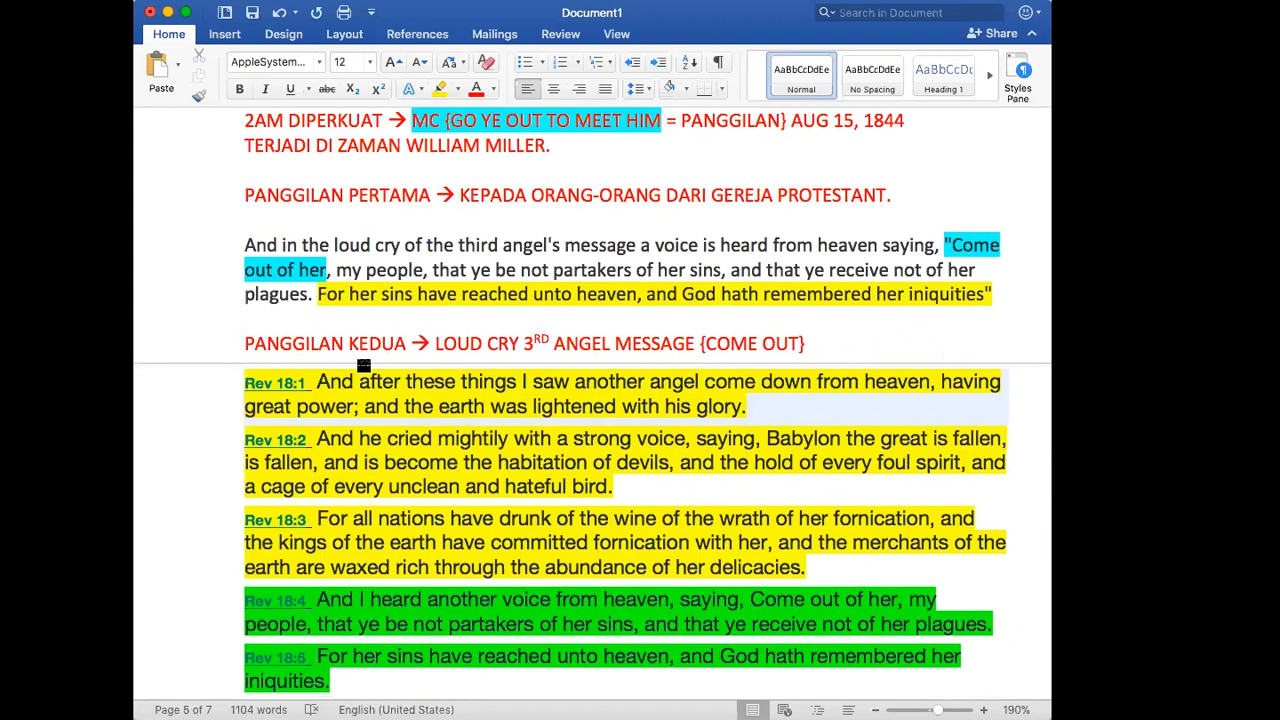 Document1
Search in Document
Home Insert Design Layout References Mailings Review View Share
Paste
AppleSystem... 12
AaBbCcDdEe AaBbCcDdEe AaBbCcDc
Normal No Spacing Heading 1
Styles
Pane
2AM DIPERKUAT → MC {GO YE OUT TO MEET HIM = PANGGILAN} AUG 15, 1844
TERJADI DI ZAMAN WILLIAM MILLER.
PANGGILAN PERTAMA → KEPADA ORANG-ORANG DARI GEREJA PROTESTANT.
And in the loud cry of the third angel's message a voice is heard from heaven saying, "Come
out of her, my people, that ye be not partakers of her sins, and that ye receive not of her
plagues. For her sins have reached unto heaven, and God hath remembered her iniquities"
PANGGILAN KEDUA → LOUD CRY 3RD ANGEL MESSAGE {COME OUT}
Rev 18:1 And after these things I saw another angel come down from heaven, having
great power; and the earth was lightened with his glory.
Rev 18:2 And he cried mightily with a strong voice, saying, Babylon the great is fallen,
is fallen, and is become the habitation of devils, and the hold of every foul spirit, and
a cage of every unclean and hateful bird.
Rev 18:3 For all nations have drunk of the wine of the wrath of her fornication, and
the kings of the earth have committed fornication with her, and the merchants of the
earth are waxed rich through the abundance of her delicacies.
Rev 18:4 And I heard another voice from heaven, saying, Come out of her, my
people, that ye be not partakers of her sins, and that ye receive not of her plagues.
Rev 18:5 For her sins have reached unto heaven, and God hath remembered her
iniquities.
Page 5 of 7 1104 words English (United States) 190%